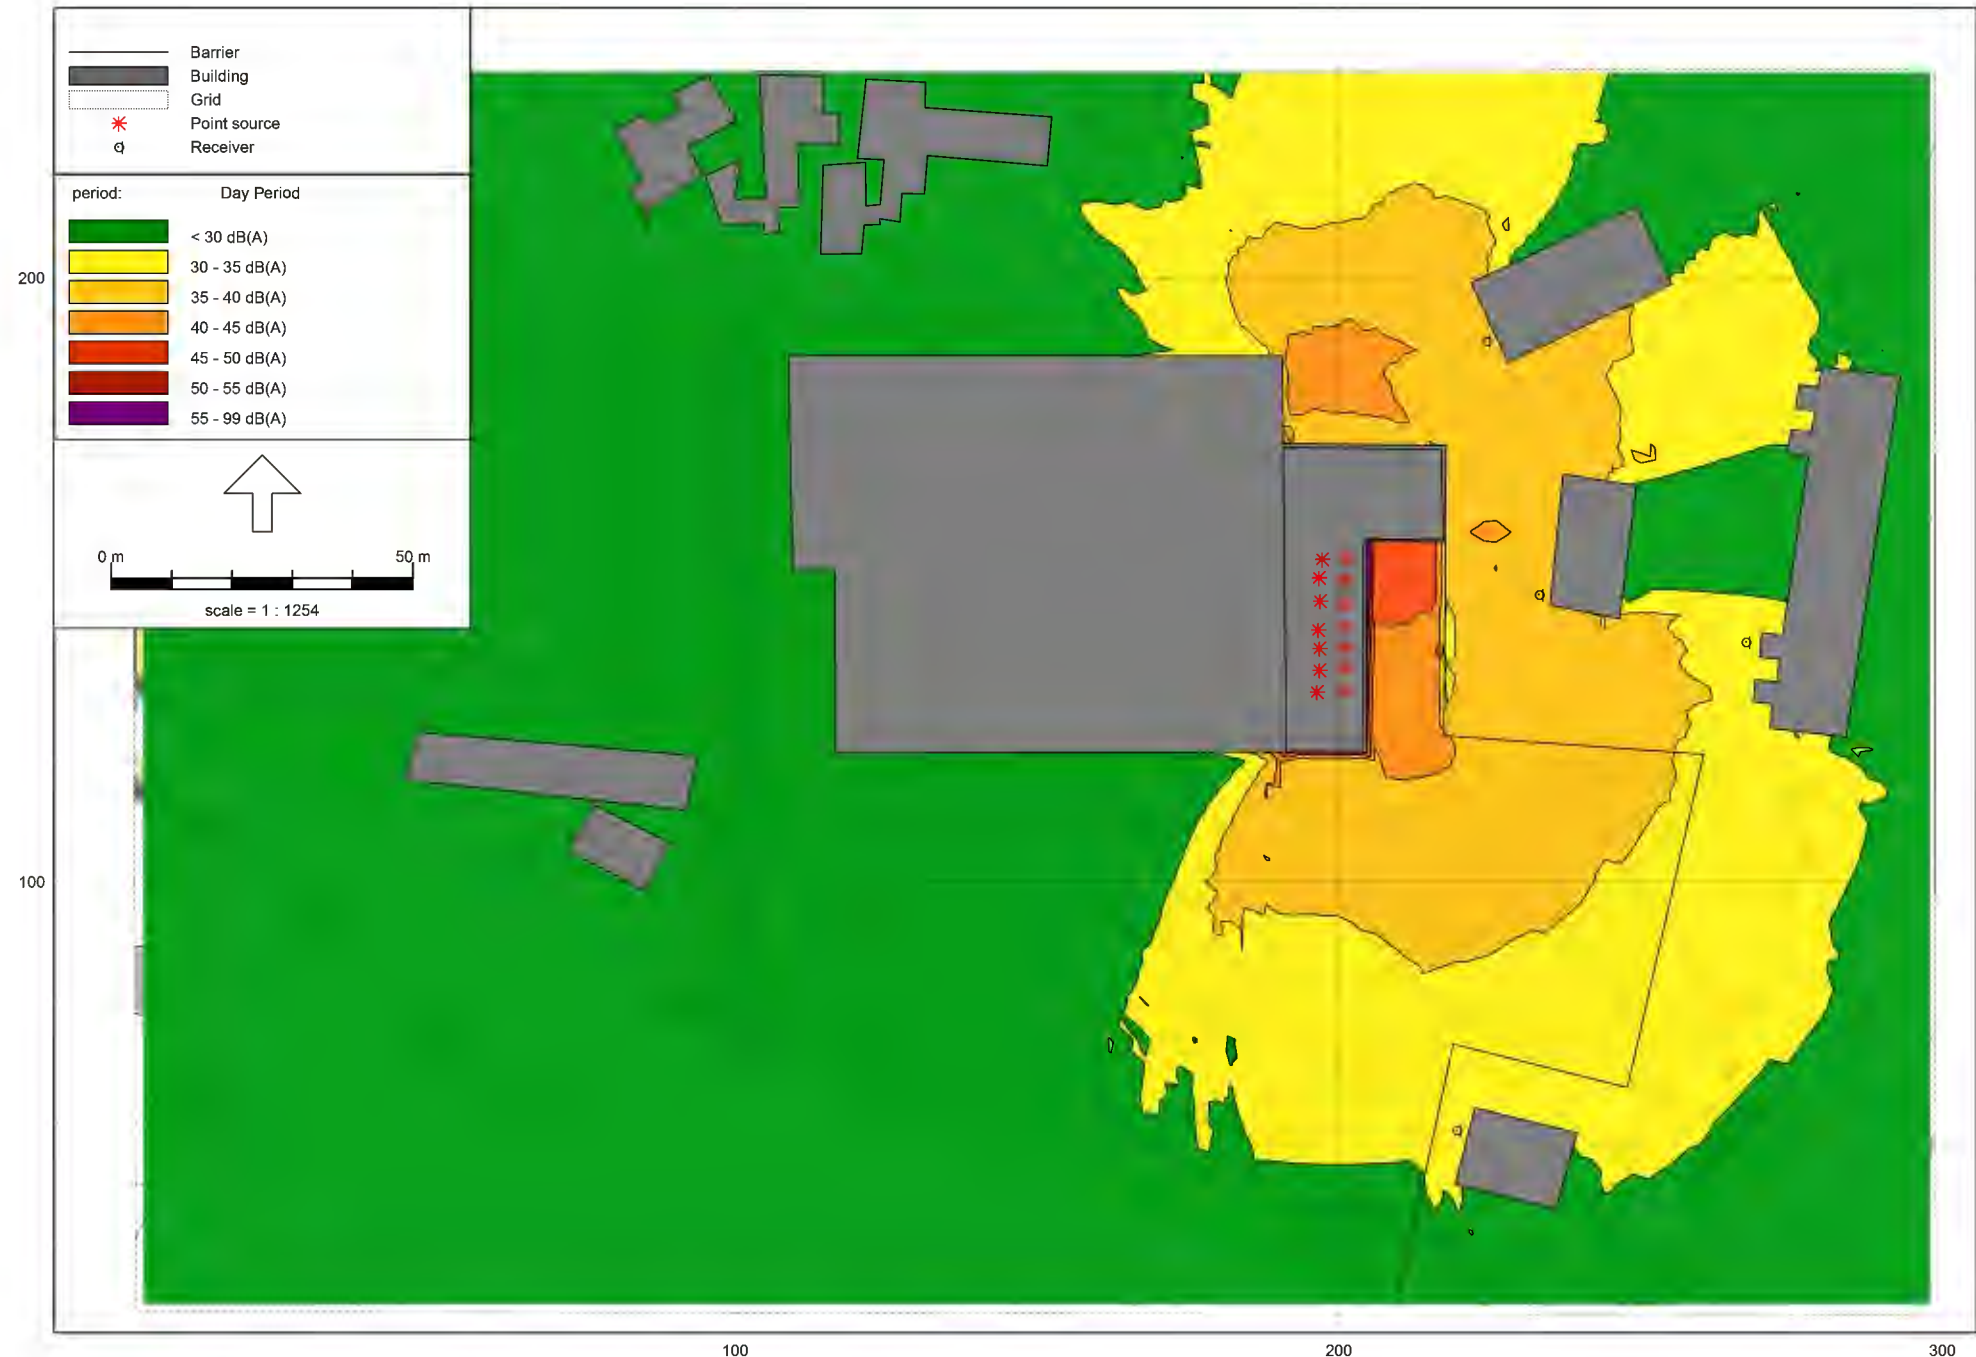 Barrier
Building
Grid
Point source
Receiver
period: Day Period
< 30 dB(A)
30 - 35 dB(A)
35 - 40 dB(A)
40 - 45 dB(A)
45 - 50 dB(A)
50 - 55 dB(A)
55 - 99 dB(A)
0 m 50 m
scale = 1 : 1254
200
100
100 200 300